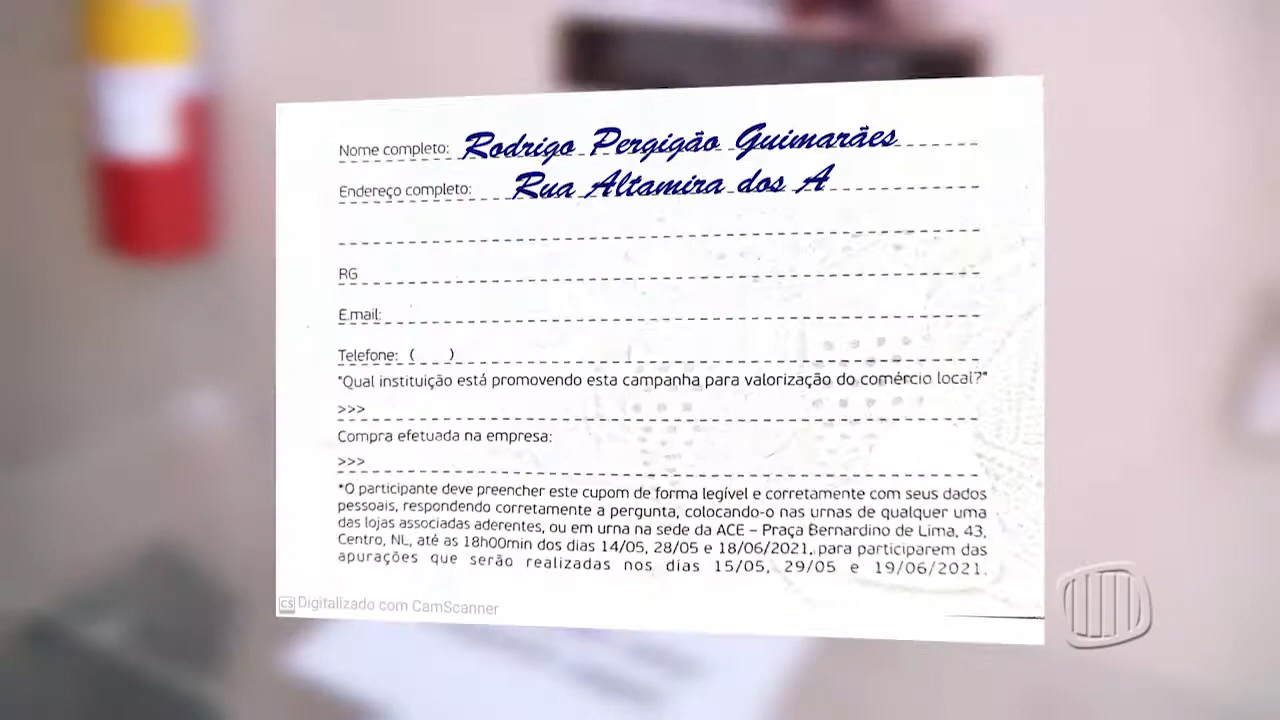 Nome completo: Rodrigo Pergigão Guimarães
Endereço completo: Rua Altamira dos A
RG
E.mail:
Telefone: ( )
"Qual instituição está promovendo esta campanha para valorização do comércio local?"
>>>
Compra efetuada na empresa:
>>>
*O participante deve preencher este cupom de forma legível e corretamente com seus dados
pessoais, respondendo corretamente a pergunta, colocando-o nas urnas de qualquer uma
das lojas associadas aderentes, ou em urna na sede da ACE – Praça Bernardino de Lima, 43,
Centro, NL, até as 18h00min dos dias 14/05, 28/05 e 18/06/2021, para participarem das
apurações que serão realizadas nos dias 15/05, 29/05 e 19/06/2021.
CS Digitalizado com CamScanner